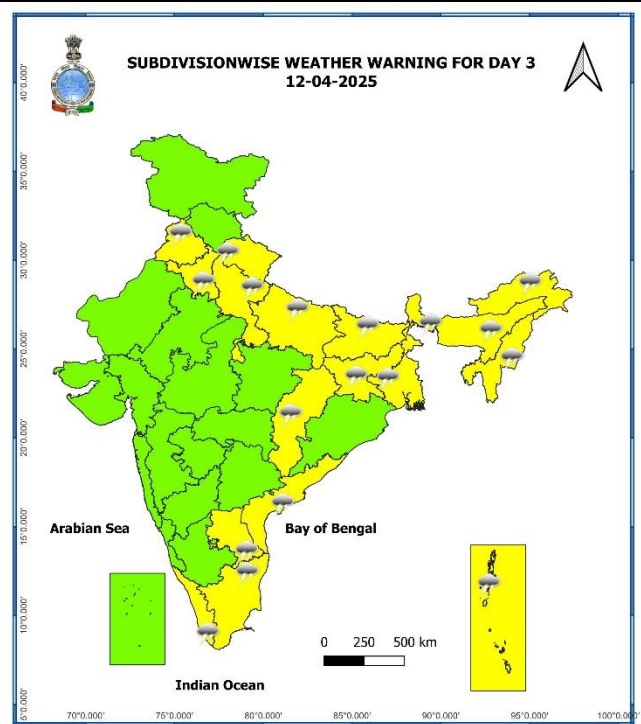 SUBDIVISIONWISE WEATHER WARNING FOR DAY 3
12-04-2025
40°0.000'
35°0.000'
30°0.000'
25°0.000'
20°0.000'
15°0.000'
10°0.000'
5°0.000'
Arabian Sea
Bay of Bengal
0 250 500 km
Indian Ocean
70°0.000' 75°0.000' 80°0.000' 85°0.000' 90°0.000' 95°0.000' 100°0.000'